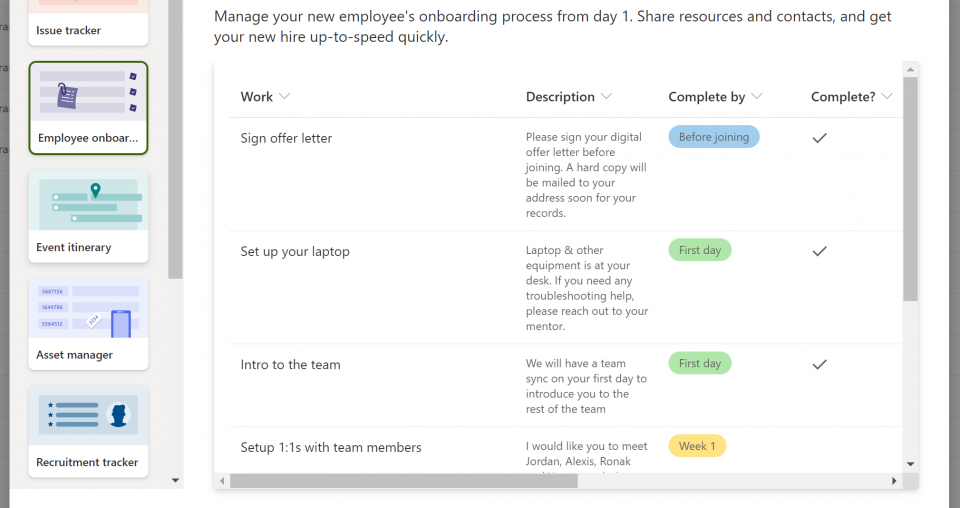 Manage your new employee's onboarding process from day 1. Share resources and contacts, and get
your new hire up-to-speed quickly.
Issue tracker
Employee onboar...
Event itinerary
5687156
1649786
5564512
1234
Asset manager
Recruitment tracker
Work
Description
Complete by
Complete?
Sign offer letter
Please sign your digital
offer letter before
joining. A hard copy will
be mailed to your
address soon for your
records.
Before joining
Set up your laptop
Laptop & other
equipment is at your
desk. If you need any
troubleshooting help,
please reach out to your
mentor.
First day
Intro to the team
We will have a team
sync on your first day to
introduce you to the
rest of the team
First day
Setup 1:1s with team members
I would like you to meet
Jordan, Alexis, Ronak
Week 1